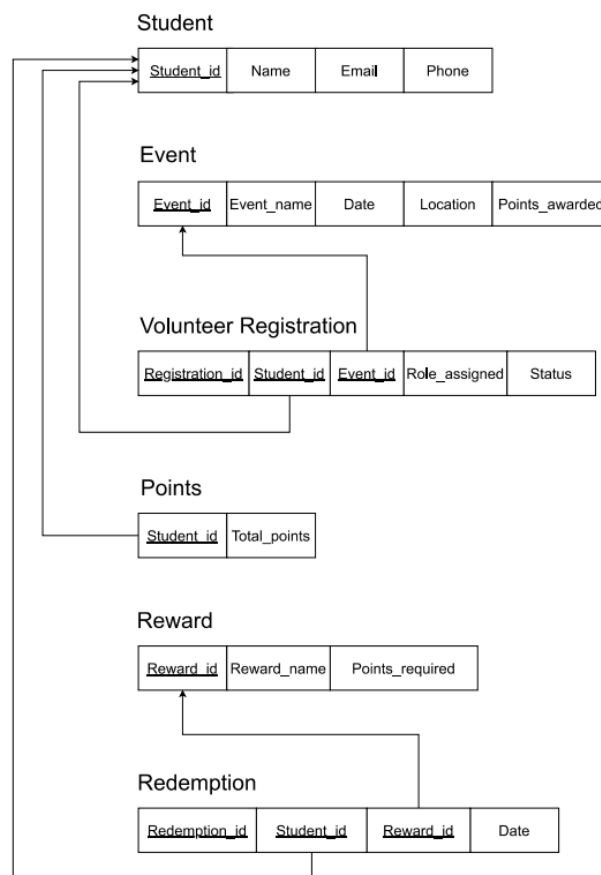 Student
Student_id Name Email Phone
Event
Event_id Event_name Date Location Points_awarded
Volunteer Registration
Registration_id Student_id Event_id Role_assigned Status
Points
Student_id Total_points
Reward
Reward_id Reward_name Points_required
Redemption
Redemption_id Student_id Reward_id Date